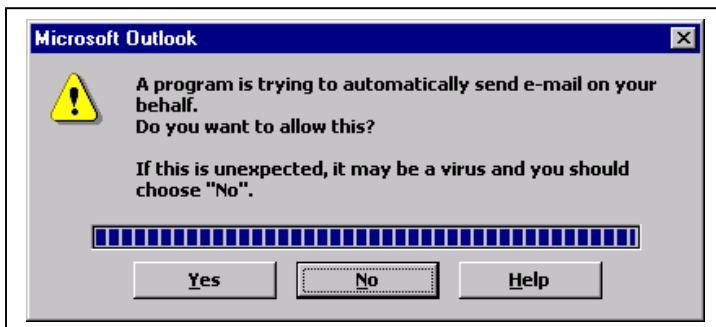 Microsoft Outlook
A program is trying to automatically send e-mail on your
behalf.
Do you want to allow this?
If this is unexpected, it may be a virus and you should
choose "No".
Yes No Help